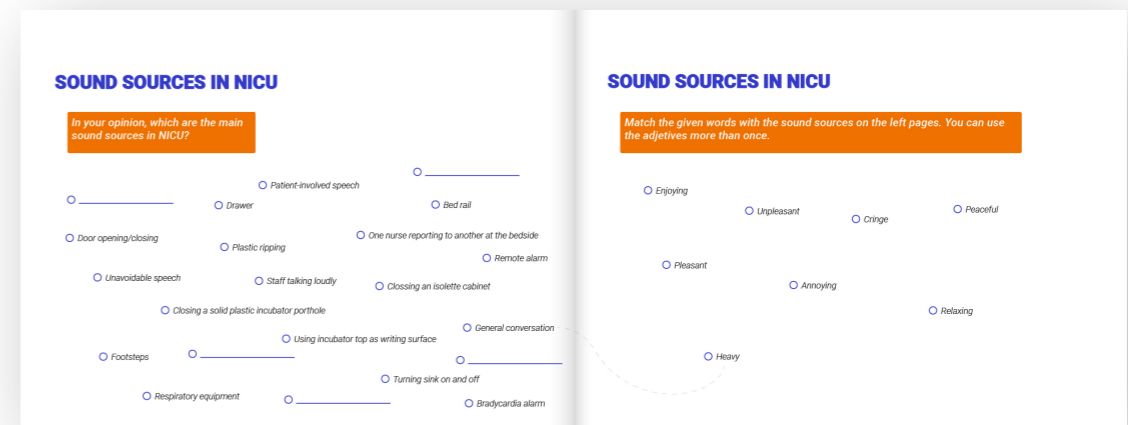 SOUND SOURCES IN NICU
In your opinion, which are the main
sound sources in NICU?
Patient-involved speech
Drawer
Bed rail
Door opening/closing
Plastic ripping
One nurse reporting to another at the bedside
Remote alarm
Unavoidable speech
Staff talking loudly
Clossing an isolette cabinet
Closing a solid plastic incubator porthole
General conversation
Using incubator top as writing surface
Footsteps
Turning sink on and off
Respiratory equipment
Bradycardia alarm
SOUND SOURCES IN NICU
Match the given words with the sound sources on the left pages. You can use
the adjetives more than once.
Enjoying
Unpleasant
Cringe
Peaceful
Pleasant
Annoying
Relaxing
Heavy